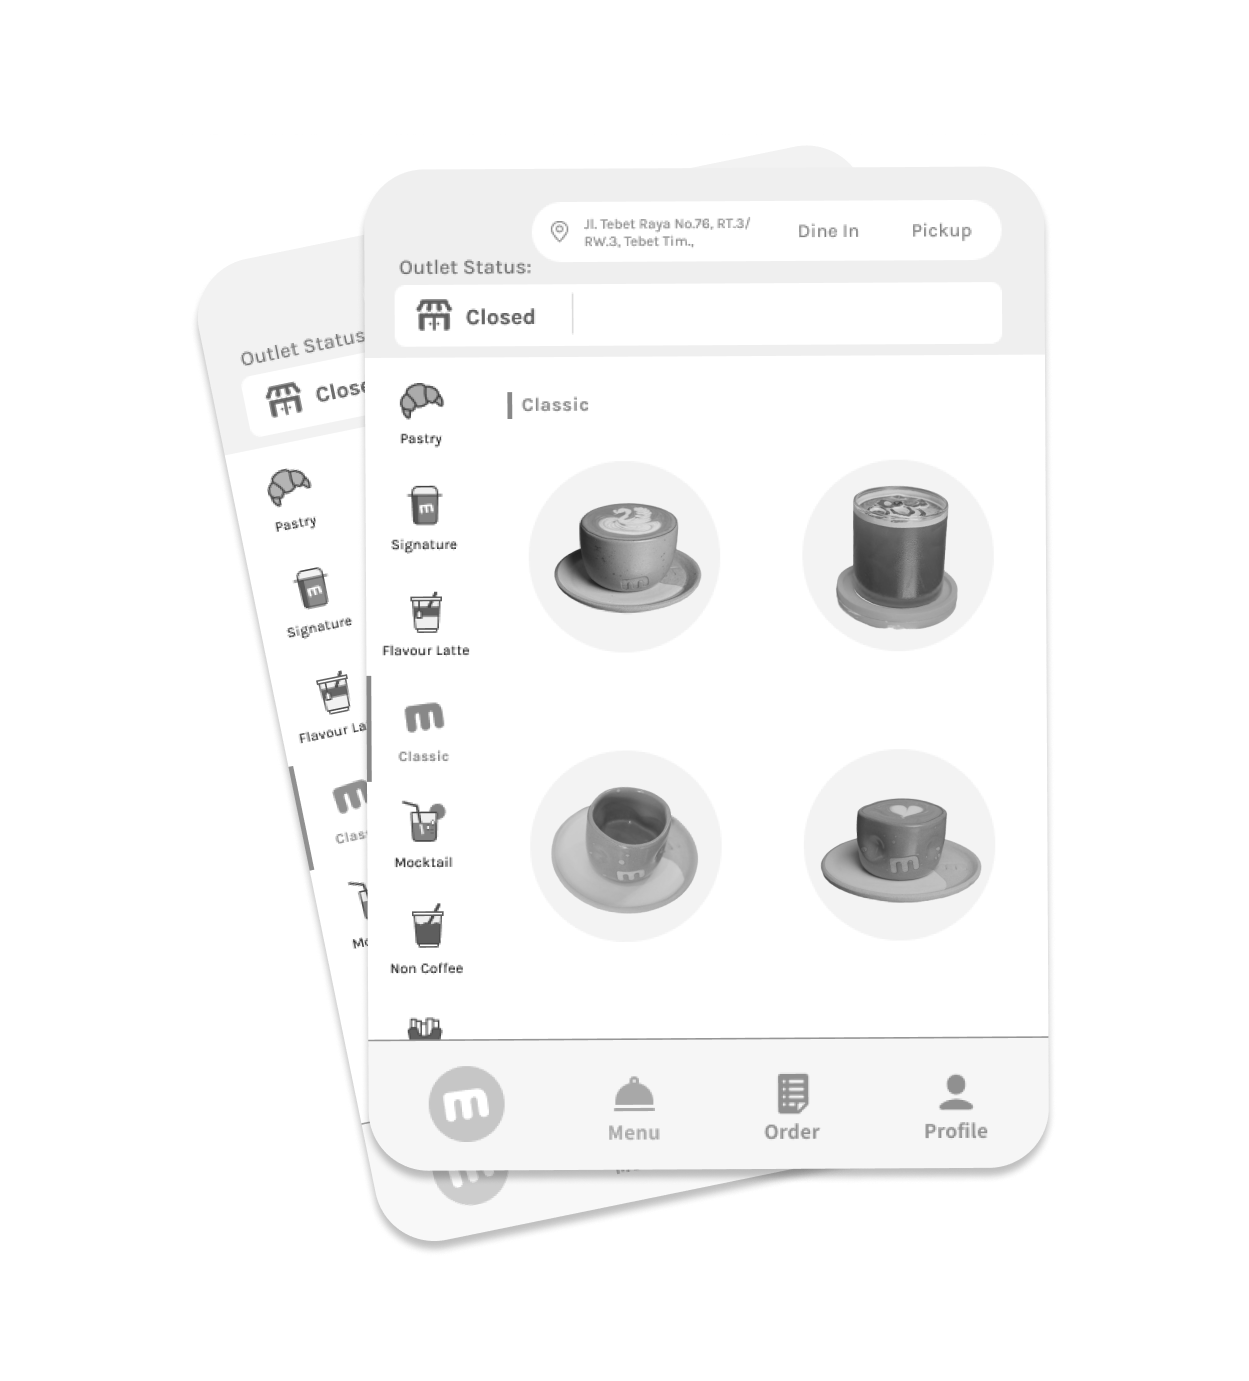 Jl. Tebet Raya No.76, RT.3/
RW.3, Tebet Tim.,
Dine In
Pickup
Outlet Status:
Closed
Pastry
Signature
Flavour Latte
Classic
Mocktail
Non Coffee
Classic
m
Menu
Order
Profile
Outlet Status
Close
Pastry
Signature
Flavour La
Clas
Mo